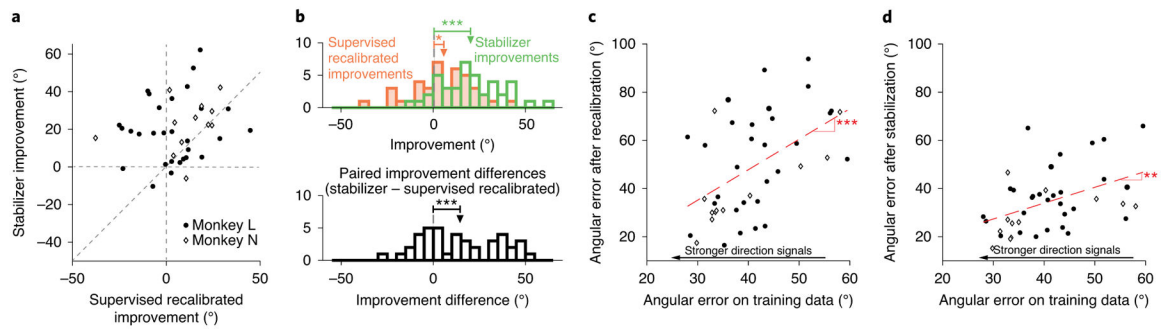 a
Stabilizer improvement (°)
60
40
20
0
−20
−40
−50
0
50
Monkey L
Monkey N
Supervised recalibrated
improvement (°)
b
***
*
Supervised
recalibrated
improvements
Stabilizer
improvements
10
5
0
−50
0
50
Improvement (°)
Paired improvement differences
(stabilizer – supervised recalibrated)
***
10
5
0
−50
0
50
Improvement difference (°)
c
Angular error after recalibration (°)
100
80
60
40
20
***
Stronger direction signals
20
30
40
50
60
Angular error on training data (°)
d
Angular error after stabilization (°)
100
80
60
40
20
**
Stronger direction signals
20
30
40
50
60
Angular error on training data (°)